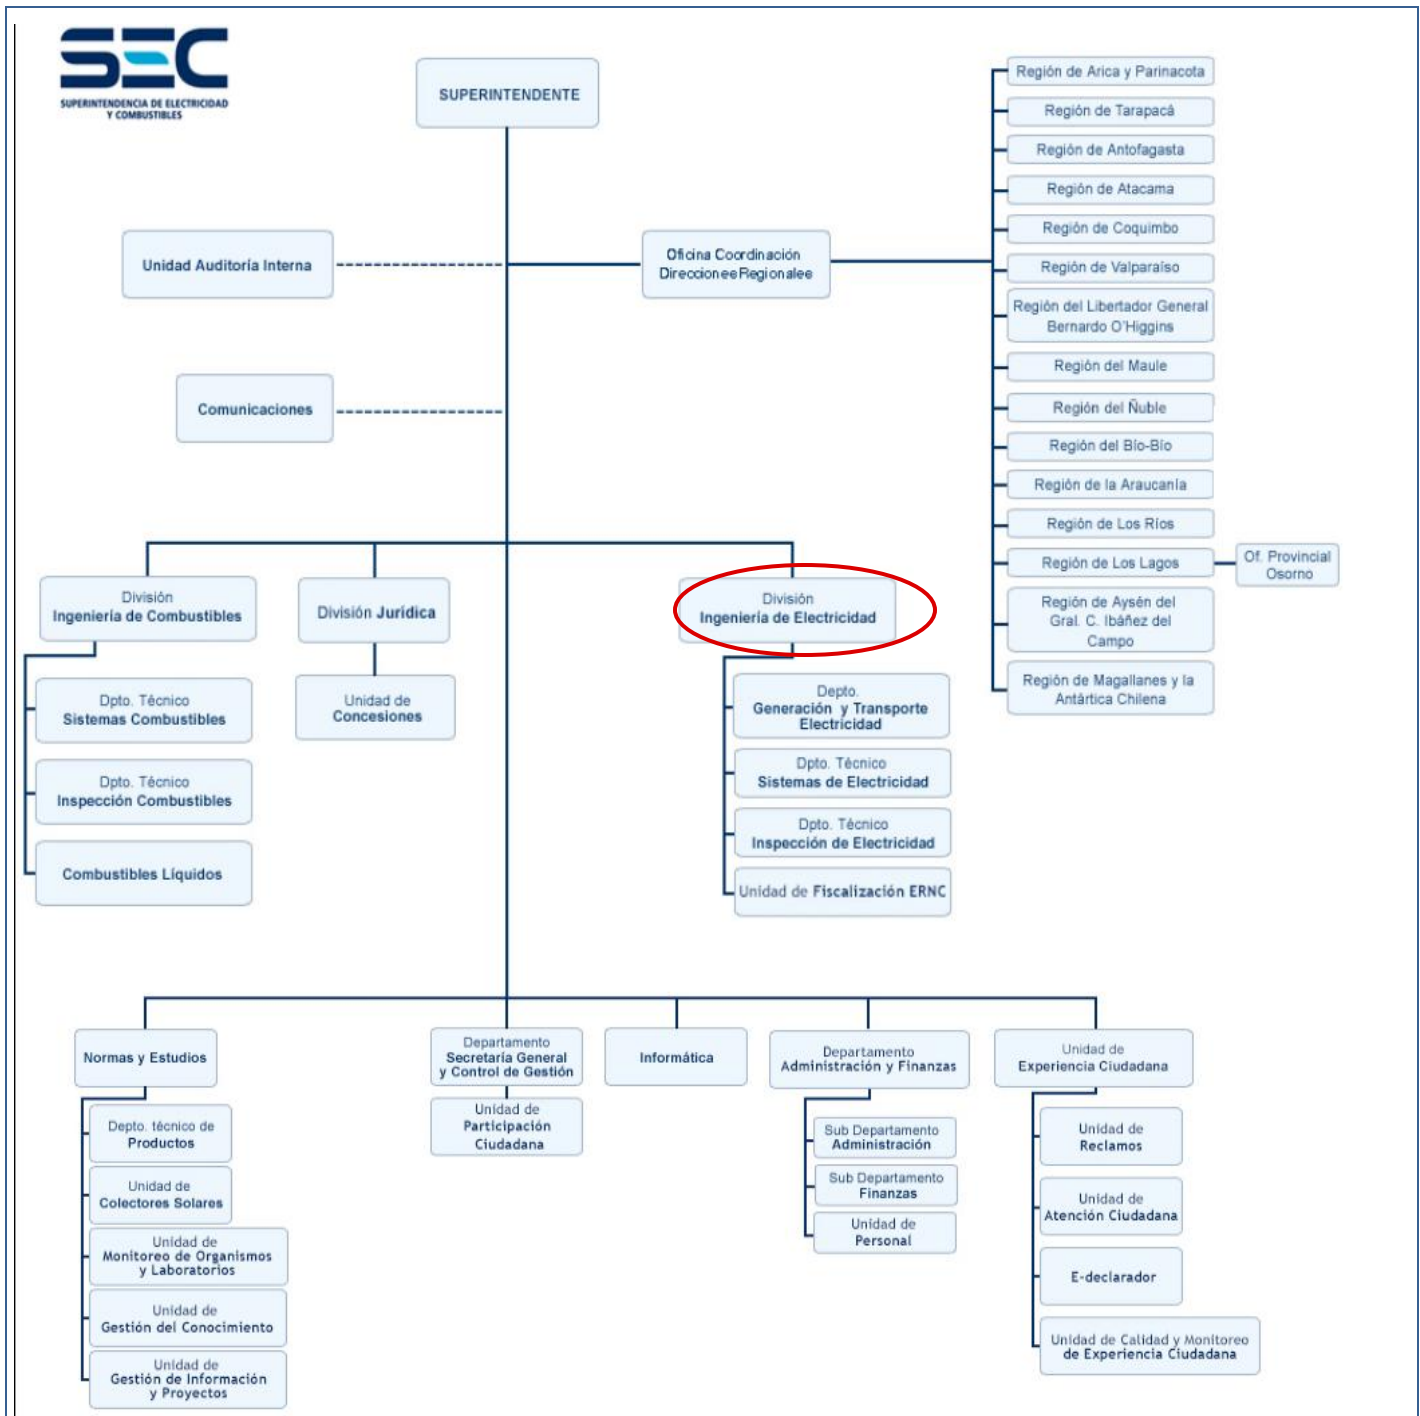 SEC
SUPERINTENDENCIA DE ELECTRICIDAD
Y COMBUSTIBLES
SUPERINTENDENTE
Unidad Auditoría Interna
Oficina Coordinación
Direccionee Regionalee
Comunicaciones
Región de Arica y Parinacota
Región de Tarapacá
Región de Antofagasta
Región de Atacama
Región de Coquimbo
Región de Valparaíso
Región del Libertador General
Bernardo O'Higgins
Región del Maule
Región del Ñuble
Región del Bío-Bío
Región de la Araucanía
Región de Los Ríos
Región de Los Lagos
Of. Provincial
Osorno
Región de Aysén del
Gral. C. Ibáñez del
Campo
Región de Magallanes y la
Antártica Chilena
División
Ingeniería de Combustibles
Dpto. Técnico
Sistemas Combustibles
Dpto. Técnico
Inspección Combustibles
Combustibles Líquidos
División Jurídica
Unidad de
Concesiones
División
Ingeniería de Electricidad
Depto.
Generación y Transporte
Electricidad
Dpto. Técnico
Sistemas de Electricidad
Dpto. Técnico
Inspección de Electricidad
Unidad de Fiscalización ERNC
Normas y Estudios
Depto. técnico de
Productos
Unidad de
Colectores Solares
Unidad de
Monitoreo de Organismos
y Laboratorios
Unidad de
Gestión del Conocimiento
Unidad de
Gestión de Información
y Proyectos
Departamento
Secretaría General
y Control de Gestión
Unidad de
Participación
Ciudadana
Informática
Departamento
Administración y Finanzas
Sub Departamento
Administración
Sub Departamento
Finanzas
Unidad de
Personal
Unidad de
Experiencia Ciudadana
Unidad de
Reclamos
Unidad de
Atención Ciudadana
E-declarador
Unidad de Calidad y Monitoreo
de Experiencia Ciudadana